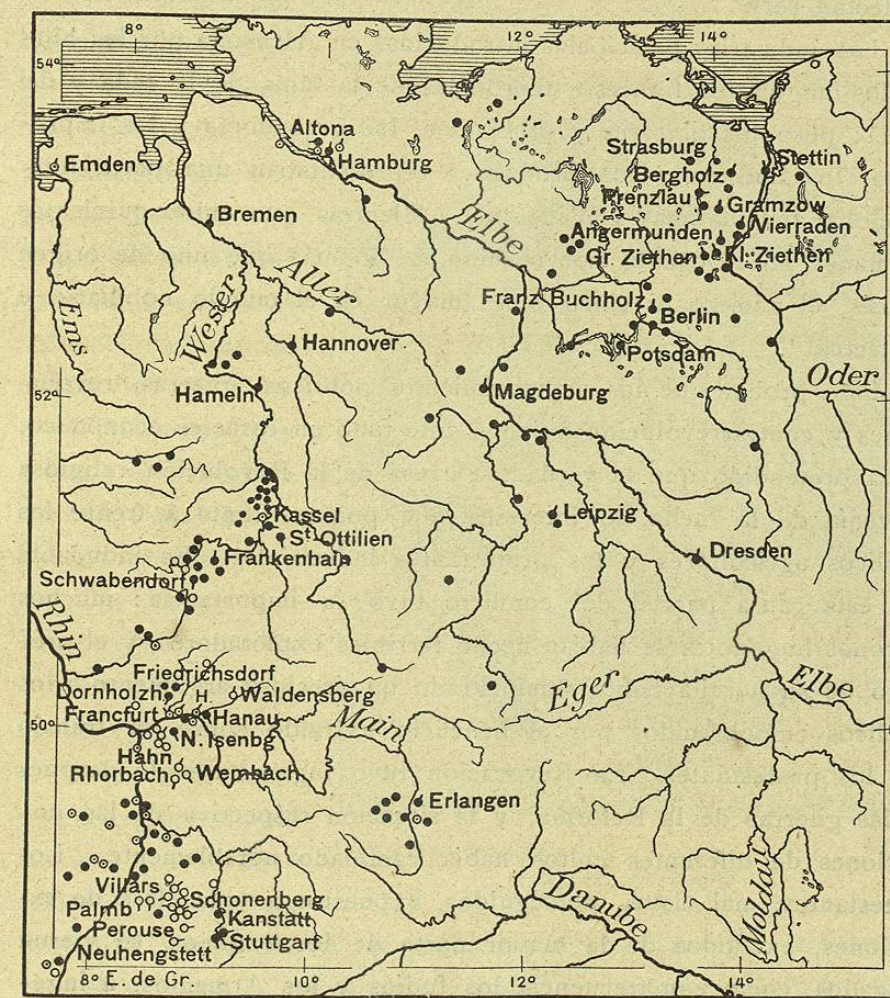 8°
12°
14°
54°
Altona
Hamburg
Emden
Strasburg
Stettin
Bergholz
Prenzlau
Gramzow
Bremen
Elbe
Angermunden
Vierraden
Gr. Ziethen
Kl. Ziethen
Aller
Weser
Ems
Franz Buchholz
Berlin
Hannover
Potsdam
Oder
52°
Hameln
Magdeburg
Kassel
Leipzig
St Ottilien
Frankenhain
Dresden
Schwabendorf
Rhin
Friedrichsdorf
Dornholzh.
H.
Waldensberg
Eger
Elbe
Francfurt
Hanau
Main
50°
N. Isenbg
Hahn
Rhorbach
Wembach
Erlangen
Moldau
Villars
Schonenberg
Danube
Palmb
Kanstatt
Perouse
Stuttgart
Neuhengstett
8° E. de Gr.
10°
12°
14°